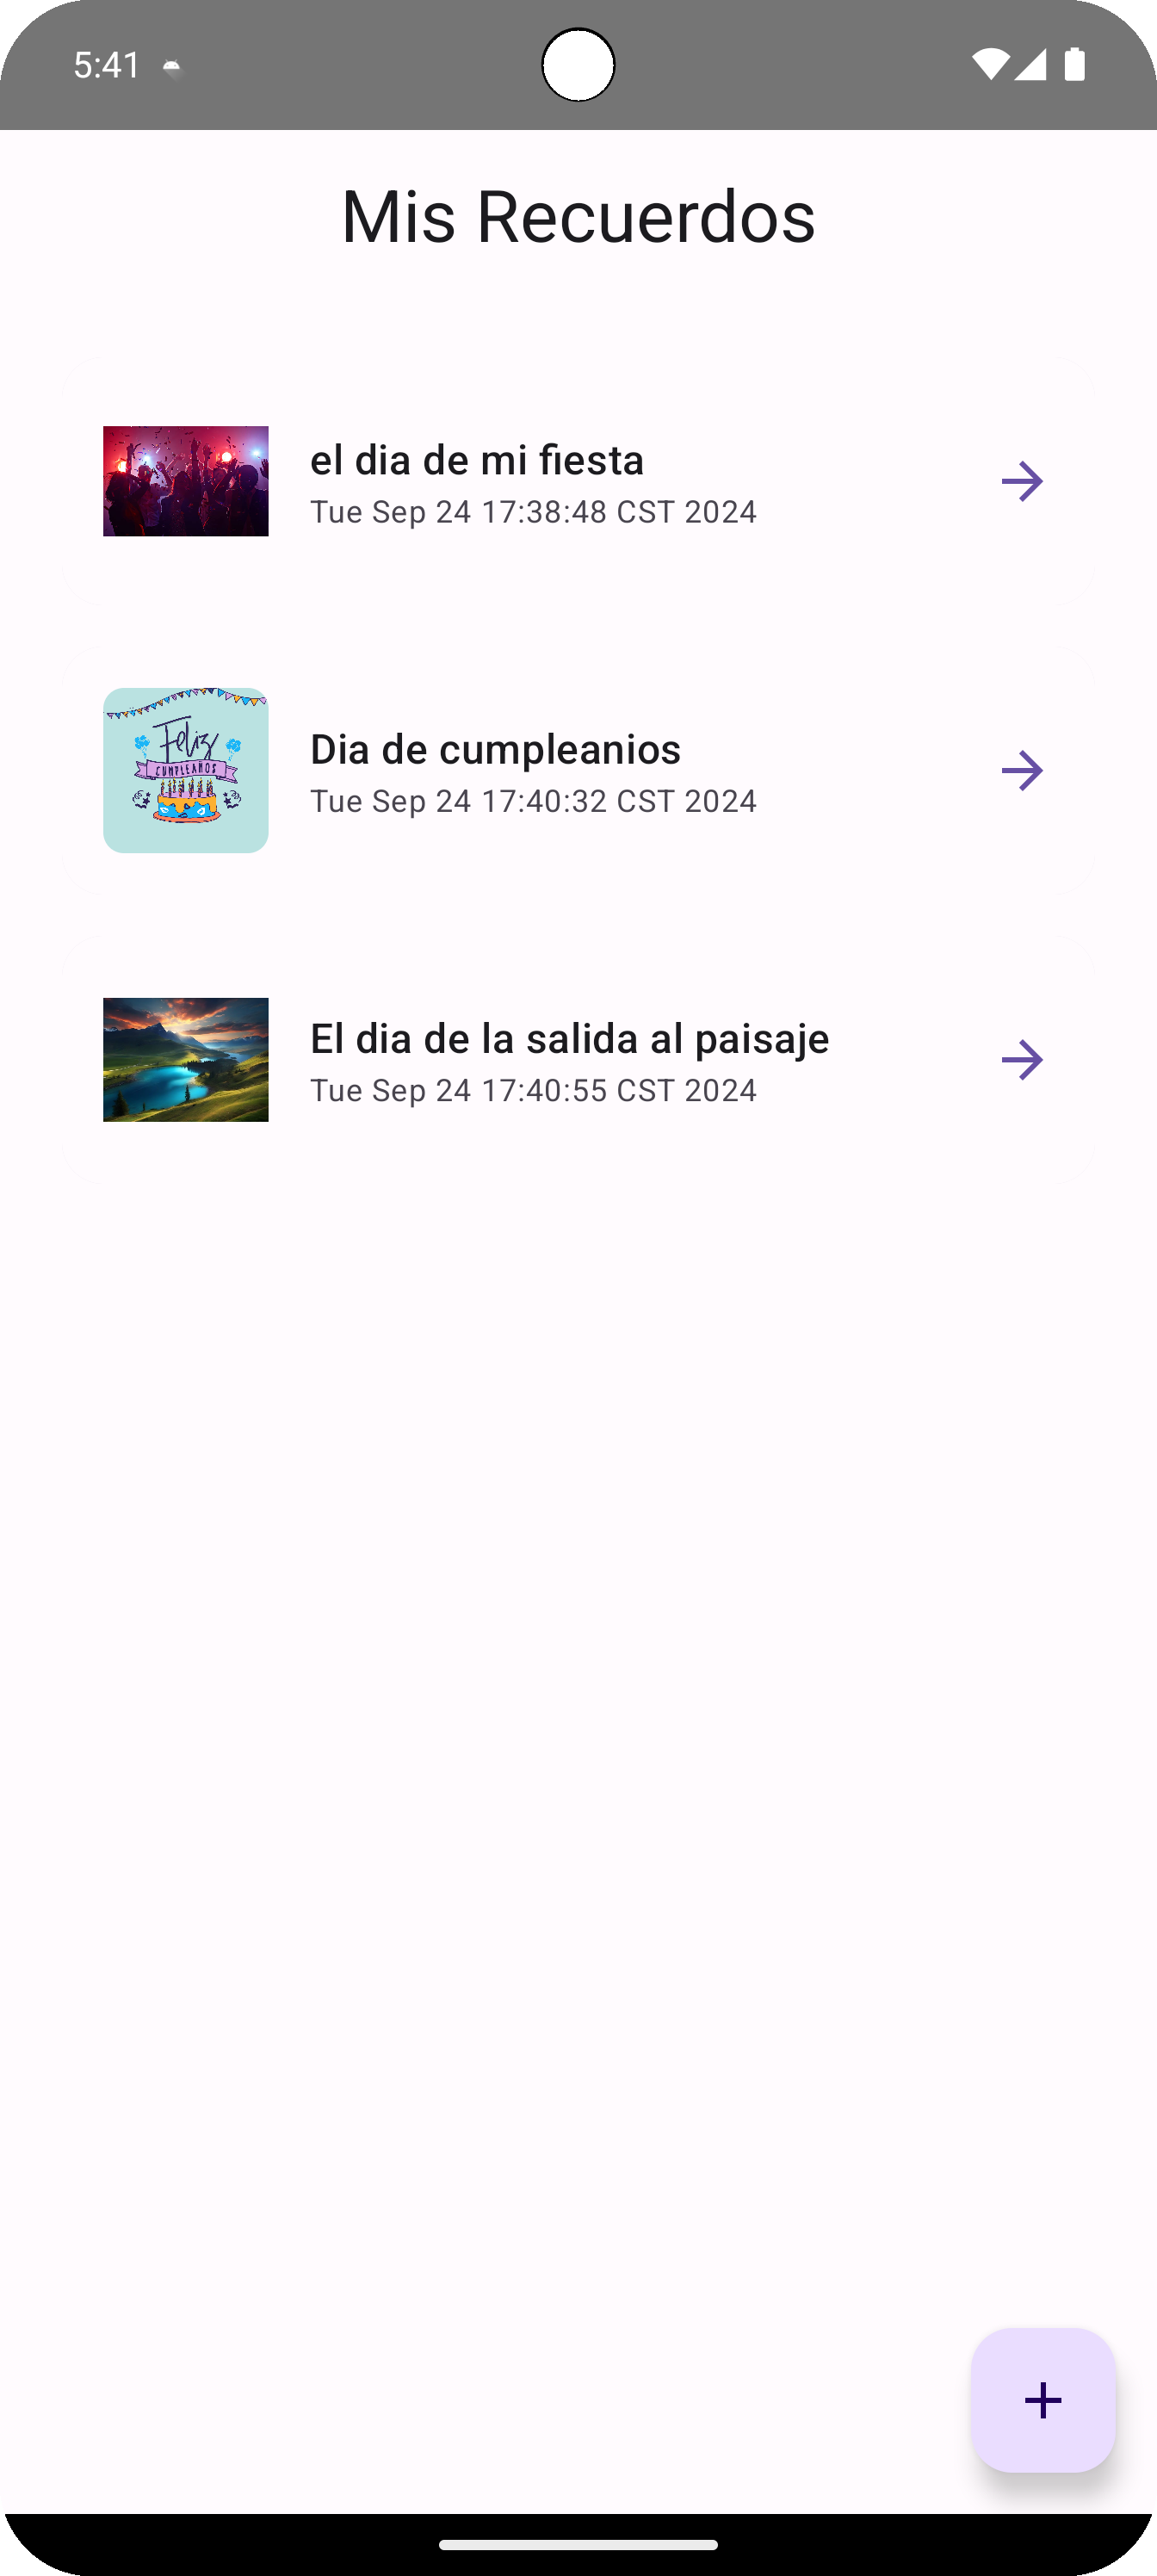 5:41
Mis Recuerdos
el dia de mi fiesta
Tue Sep 24 17:38:48 CST 2024
Feliz
CUMPLEAÑOS
Dia de cumpleanios
Tue Sep 24 17:40:32 CST 2024
El dia de la salida al paisaje
Tue Sep 24 17:40:55 CST 2024